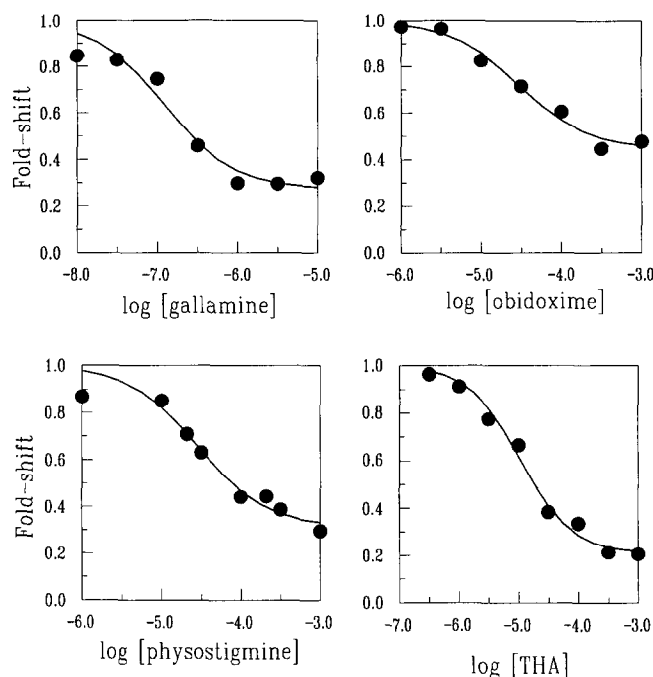 1.0
0.8
0.6
0.4
0.2
0.0
Fold-shift
-8.0 -7.0 -6.0 -5.0
log [gallamine]
1.0
0.8
0.6
0.4
0.2
0.0
-6.0 -5.0 -4.0 -3.0
log [obidoxime]
1.0
0.8
0.6
0.4
0.2
0.0
Fold-shift
-6.0 -5.0 -4.0 -3.0
log [physostigmine]
1.0
0.8
0.6
0.4
0.2
0.0
-7.0 -6.0 -5.0 -4.0 -3.0
log [THA]